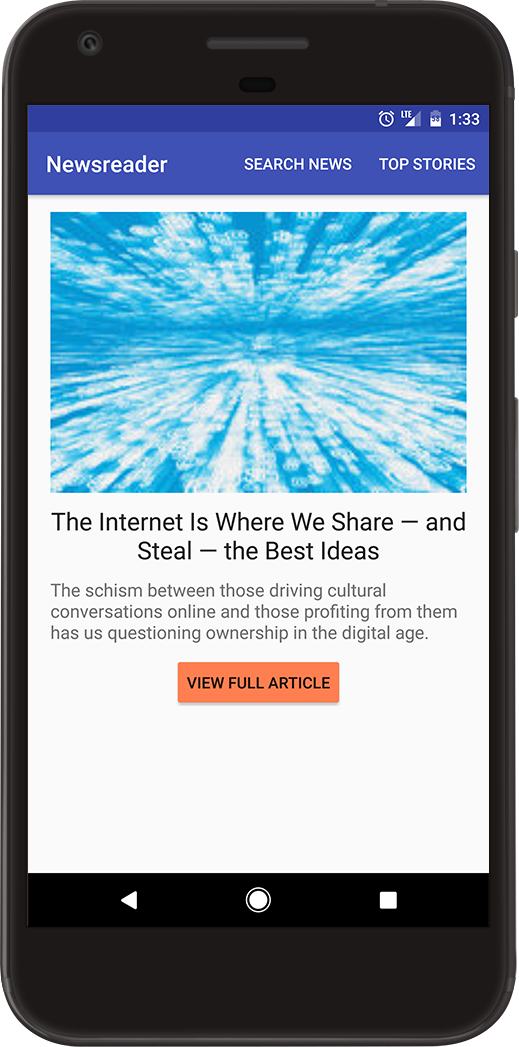 LTE 1:33
Newsreader SEARCH NEWS TOP STORIES
The Internet Is Where We Share — and
Steal — the Best Ideas
The schism between those driving cultural
conversations online and those profiting from them
has us questioning ownership in the digital age.
VIEW FULL ARTICLE